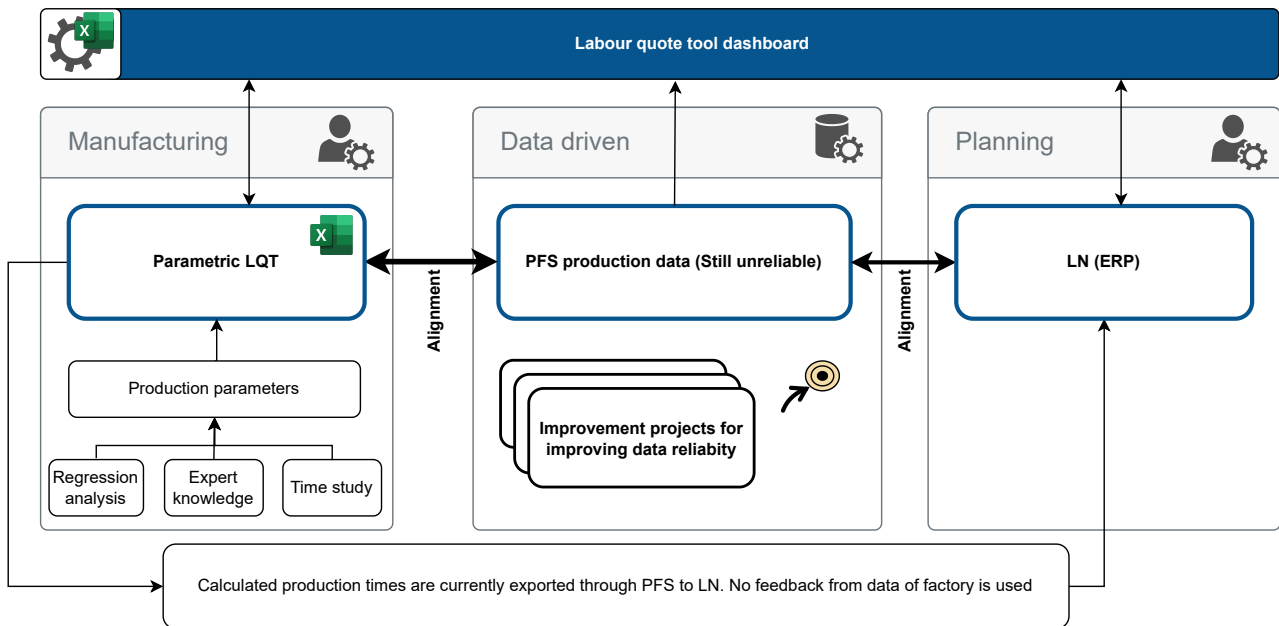 X
Labour quote tool dashboard
Manufacturing
Data driven
Planning
X
Parametric LQT
PFS production data (Still unreliable)
LN (ERP)
Alignment
Alignment
Production parameters
Regression
analysis
Expert
knowledge
Time study
Improvement projects for
improving data reliabity
Calculated production times are currently exported through PFS to LN. No feedback from data of factory is used